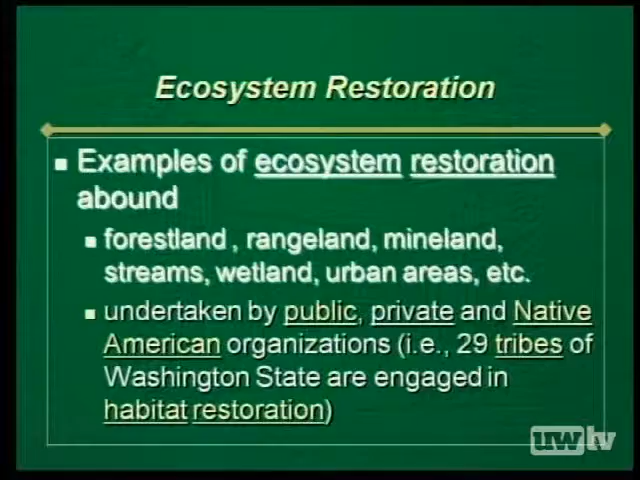 Ecosystem Restoration
Examples of ecosystem restoration
abound
forestland , rangeland, mineland,
streams, wetland, urban areas, etc.
undertaken by public, private and Native
American organizations (i.e., 29 tribes of
Washington State are engaged in
habitat restoration)
uwtv